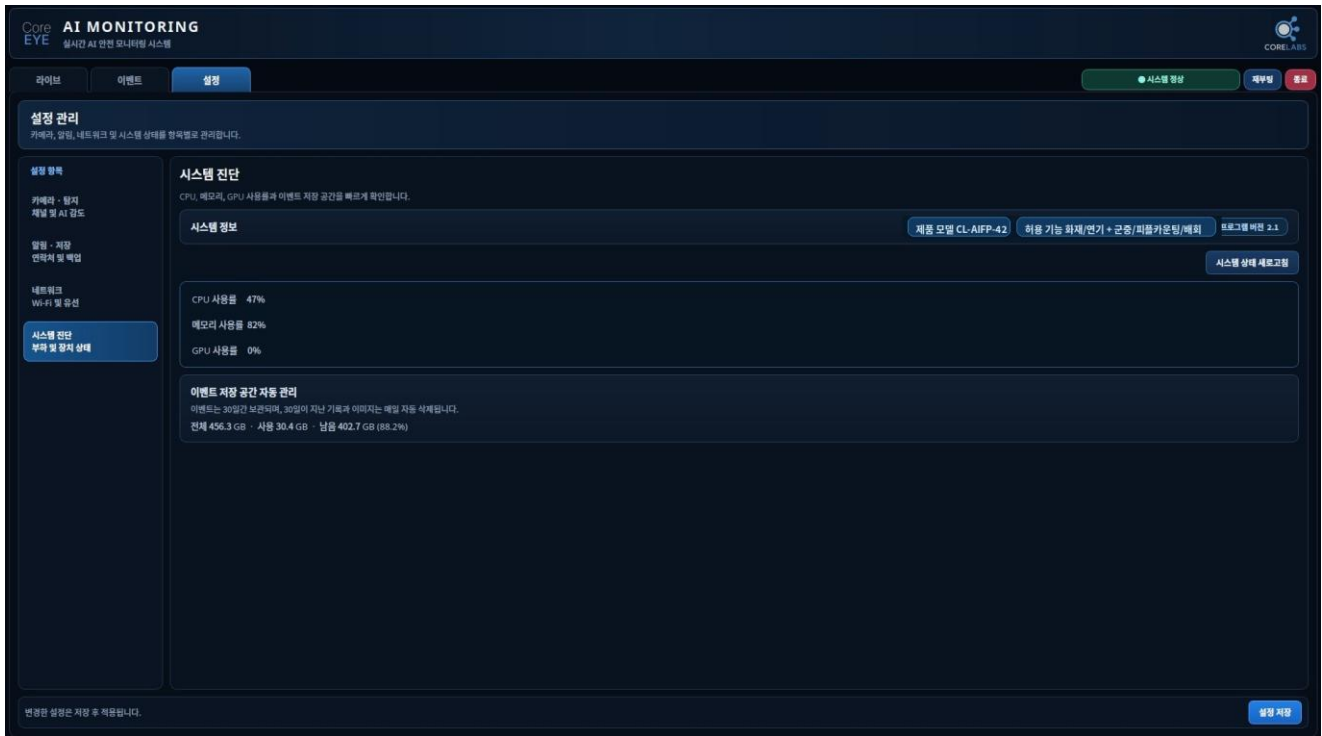 Core EYE
AI MONITORING
실시간 AI 안전 모니터링 시스템
CORELABS
라이브 이벤트 설정
시스템 정상 재부팅 종료
설정 관리
카메라, 알림, 네트워크 및 시스템 상태를 항목별로 관리합니다.
설정 항목
카메라 · 탐지
채널 및 AI 감도
알림 · 저장
연락처 및 백업
네트워크
Wi-Fi 및 유선
시스템 진단
부하 및 장치 상태
시스템 진단
CPU, 메모리, GPU 사용률과 이벤트 저장 공간을 빠르게 확인합니다.
시스템 정보 제품 모델 CL-AIFP-42 허용 기능 화재/연기 + 군중/피플카운팅/배회 프로그램 버전 2.1
시스템 상태 새로고침
CPU 사용률 47%
메모리 사용률 82%
GPU 사용률 0%
이벤트 저장 공간 자동 관리
이벤트는 30일간 보관되며, 30일이 지난 기록과 이미지는 매일 자동 삭제됩니다.
전체 456.3 GB · 사용 30.4 GB · 남음 402.7 GB (88.2%)
변경한 설정은 저장 후 적용됩니다.
설정 저장